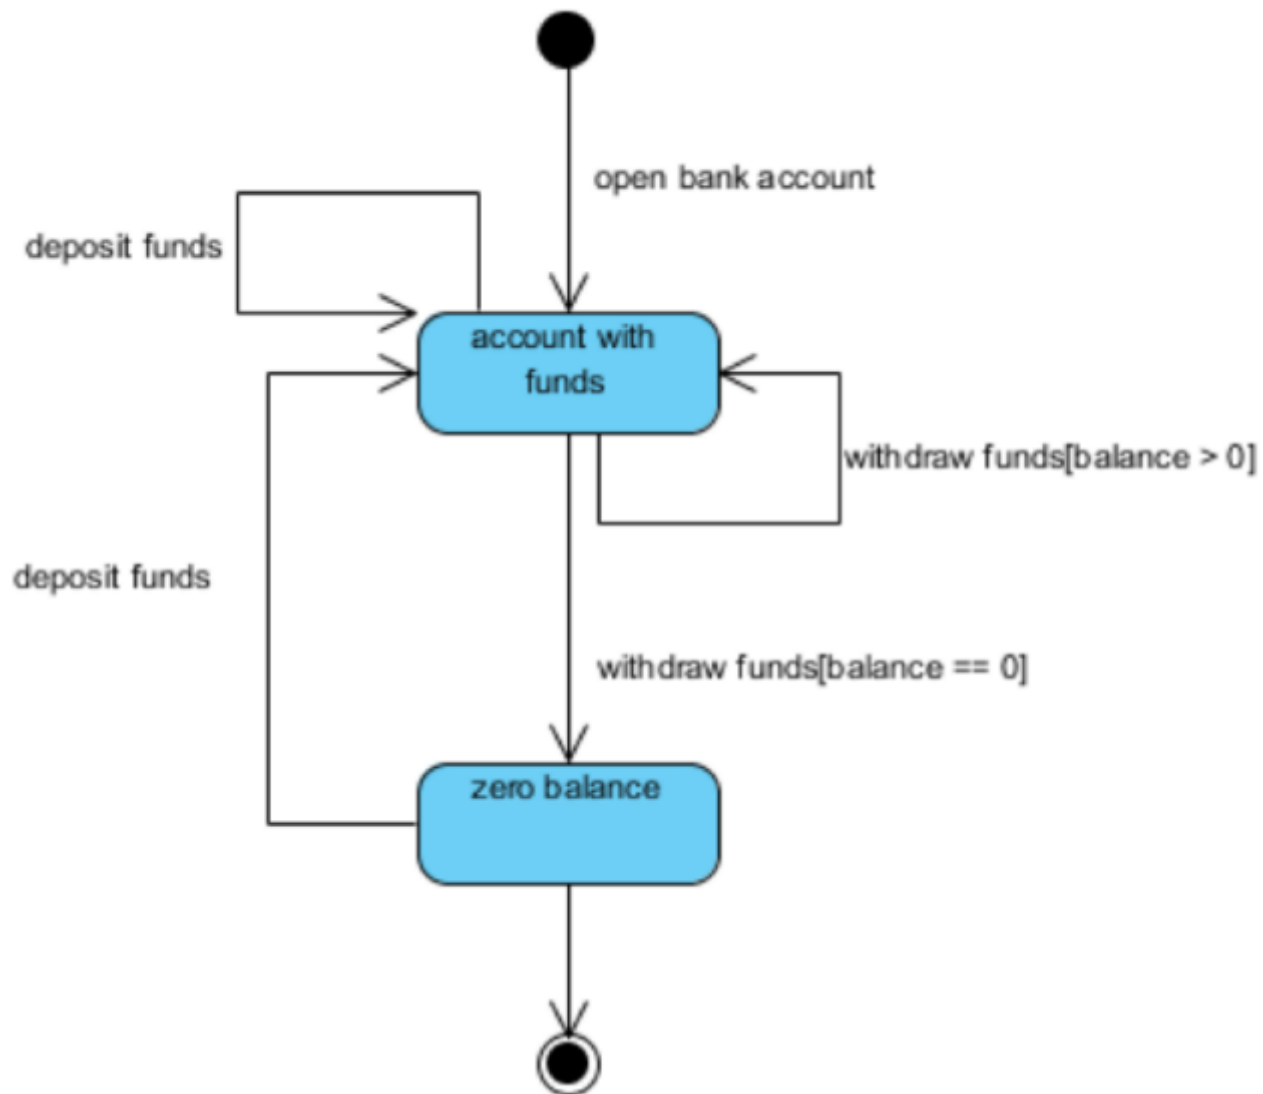 open bank account
deposit funds
account with
funds
withdraw funds[balance > 0]
deposit funds
withdraw funds[balance == 0]
zero balance